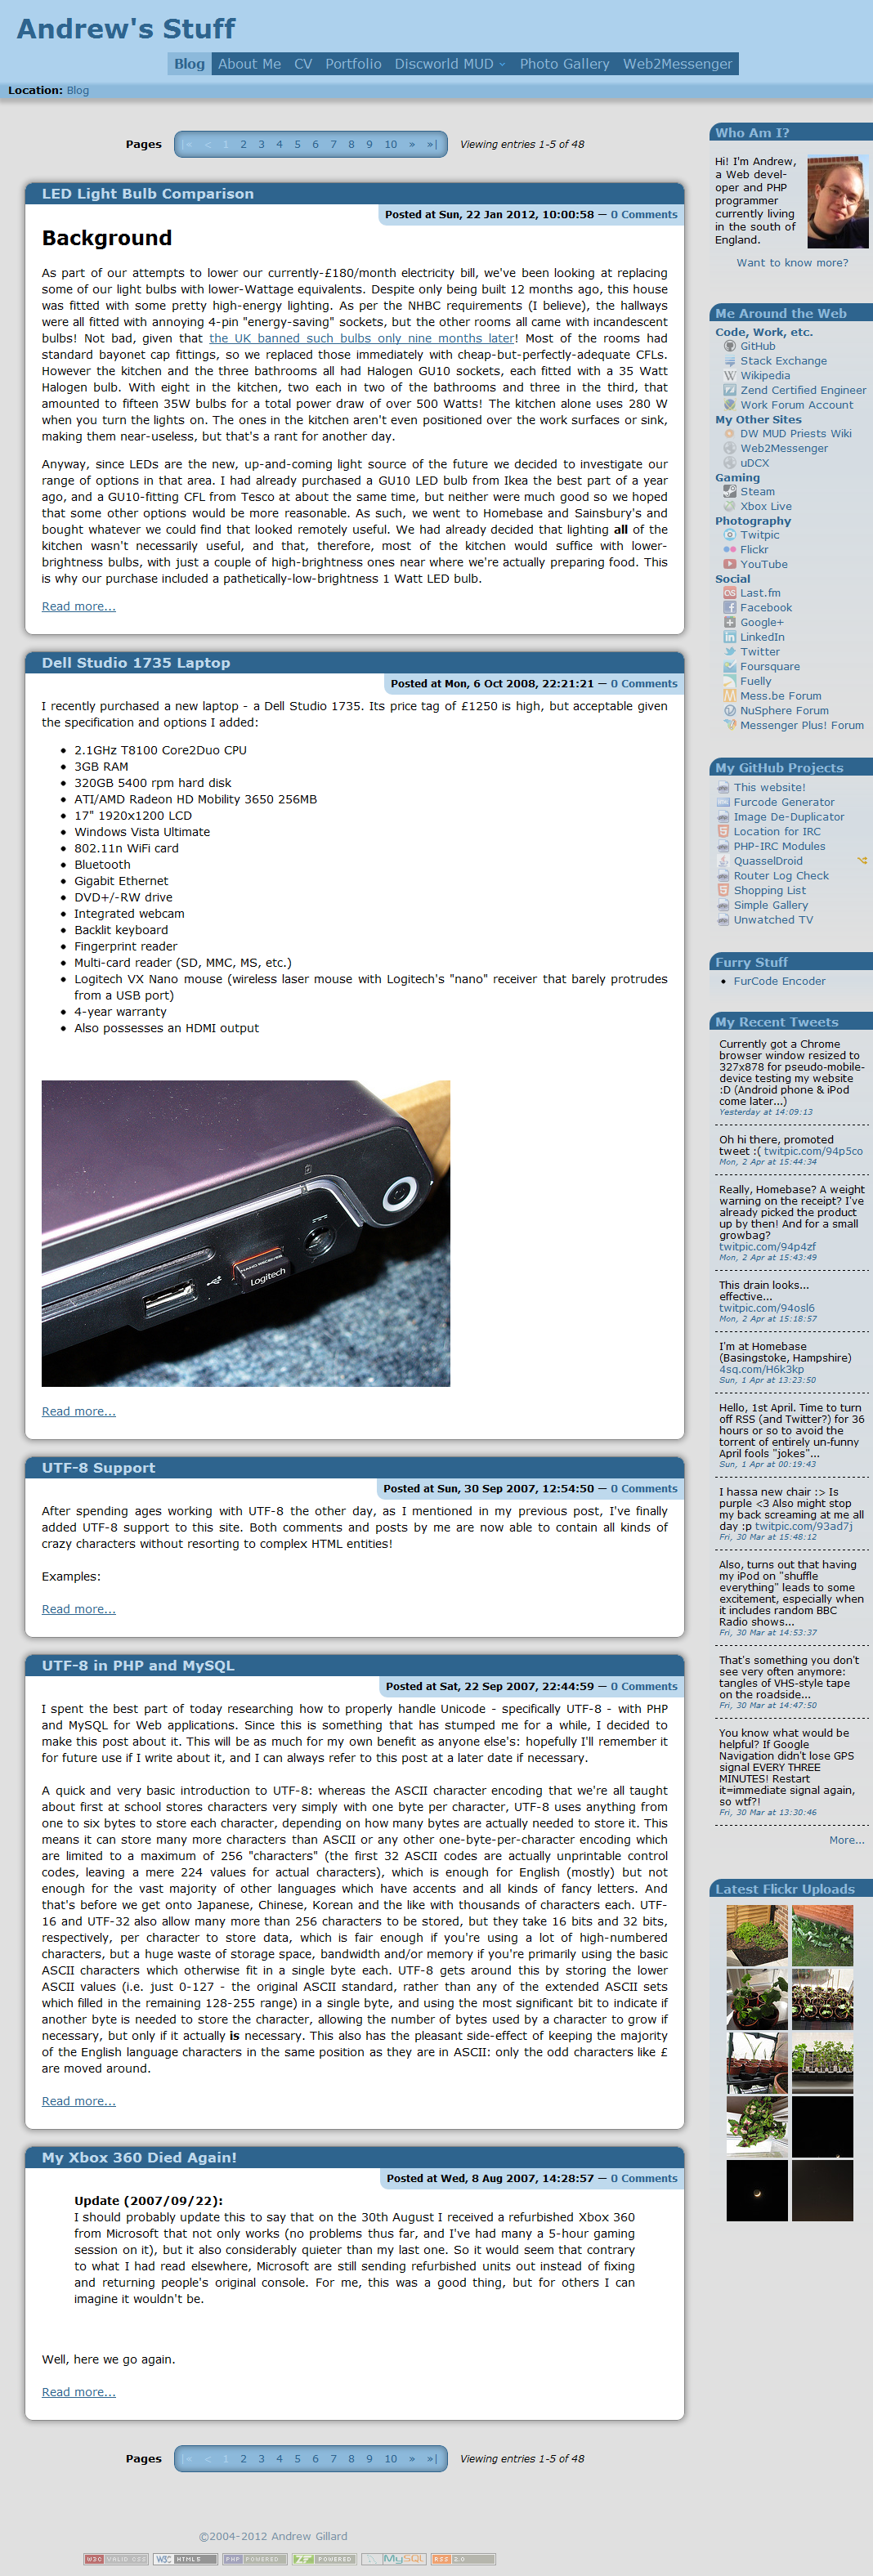 Andrew's Stuff
Blog About Me CV Portfolio Discworld MUD Photo Gallery Web2Messenger
Location: Blog
Pages |< < 1 2 3 4 5 6 7 8 9 10 » »| Viewing entries 1-5 of 48
LED Light Bulb Comparison
Posted at Sun, 22 Jan 2012, 10:00:58 — 0 Comments
Background
As part of our attempts to lower our currently-£180/month electricity bill, we've been looking at replacing
some of our light bulbs with lower-Wattage equivalents. Despite only being built 12 months ago, this house
was fitted with some pretty high-energy lighting. As per the NHBC requirements (I believe), the hallways
were all fitted with annoying 4-pin "energy-saving" sockets, but the other rooms all came with incandescent
bulbs! Not bad, given that the UK banned such bulbs only nine months later! Most of the rooms had
standard bayonet cap fittings, so we replaced those immediately with cheap-but-perfectly-adequate CFLs.
However the kitchen and the three bathrooms all had Halogen GU10 sockets, each fitted with a 35 Watt
Halogen bulb. With eight in the kitchen, two each in two of the bathrooms and three in the third, that
amounted to fifteen 35W bulbs for a total power draw of over 500 Watts! The kitchen alone uses 280 W
when you turn the lights on. The ones in the kitchen aren't even positioned over the work surfaces or sink,
making them near-useless, but that's a rant for another day.
Anyway, since LEDs are the new, up-and-coming light source of the future we decided to investigate our
range of options in that area. I had already purchased a GU10 LED bulb from Ikea the best part of a year
ago, and a GU10-fitting CFL from Tesco at about the same time, but neither were much good so we hoped
that some other options would be more reasonable. As such, we went to Homebase and Sainsbury's and
bought whatever we could find that looked remotely useful. We had already decided that lighting all of the
kitchen wasn't necessarily useful, and that, therefore, most of the kitchen would suffice with lower-
brightness bulbs, with just a couple of high-brightness ones near where we're actually preparing food. This
is why our purchase included a pathetically-low-brightness 1 Watt LED bulb.
Read more...
Dell Studio 1735 Laptop
Posted at Mon, 6 Oct 2008, 22:21:21 — 0 Comments
I recently purchased a new laptop - a Dell Studio 1735. Its price tag of £1250 is high, but acceptable given
the specification and options I added:
2.1GHz T8100 Core2Duo CPU
3GB RAM
320GB 5400 rpm hard disk
ATI/AMD Radeon HD Mobility 3650 256MB
17" 1920x1200 LCD
Windows Vista Ultimate
802.11n WiFi card
Bluetooth
Gigabit Ethernet
DVD+/-RW drive
Integrated webcam
Backlit keyboard
Fingerprint reader
Multi-card reader (SD, MMC, MS, etc.)
Logitech VX Nano mouse (wireless laser mouse with Logitech's "nano" receiver that barely protrudes
from a USB port)
4-year warranty
Also possesses an HDMI output
NANO RECEIVER
Logitech
Read more...
UTF-8 Support
Posted at Sun, 30 Sep 2007, 12:54:50 — 0 Comments
After spending ages working with UTF-8 the other day, as I mentioned in my previous post, I've finally
added UTF-8 support to this site. Both comments and posts by me are now able to contain all kinds of
crazy characters without resorting to complex HTML entities!
Examples:
Read more...
UTF-8 in PHP and MySQL
Posted at Sat, 22 Sep 2007, 22:44:59 — 0 Comments
I spent the best part of today researching how to properly handle Unicode - specifically UTF-8 - with PHP
and MySQL for Web applications. Since this is something that has stumped me for a while, I decided to
make this post about it. This will be as much for my own benefit as anyone else's: hopefully I'll remember it
for future use if I write about it, and I can always refer to this post at a later date if necessary.
A quick and very basic introduction to UTF-8: whereas the ASCII character encoding that we're all taught
about first at school stores characters very simply with one byte per character, UTF-8 uses anything from
one to six bytes to store each character, depending on how many bytes are actually needed to store it. This
means it can store many more characters than ASCII or any other one-byte-per-character encoding which
are limited to a maximum of 256 "characters" (the first 32 ASCII codes are actually unprintable control
codes, leaving a mere 224 values for actual characters), which is enough for English (mostly) but not
enough for the vast majority of other languages which have accents and all kinds of fancy letters. And
that's before we get onto Japanese, Chinese, Korean and the like with thousands of characters each. UTF-
16 and UTF-32 also allow many more than 256 characters to be stored, but they take 16 bits and 32 bits,
respectively, per character to store data, which is fair enough if you're using a lot of high-numbered
characters, but a huge waste of storage space, bandwidth and/or memory if you're primarily using the basic
ASCII characters which otherwise fit in a single byte each. UTF-8 gets around this by storing the lower
ASCII values (i.e. just 0-127 - the original ASCII standard, rather than any of the extended ASCII sets
which filled in the remaining 128-255 range) in a single byte, and using the most significant bit to indicate if
another byte is needed to store the character, allowing the number of bytes used by a character to grow if
necessary, but only if it actually is necessary. This also has the pleasant side-effect of keeping the majority
of the English language characters in the same position as they are in ASCII: only the odd characters like £
are moved around.
Read more...
My Xbox 360 Died Again!
Posted at Wed, 8 Aug 2007, 14:28:57 — 0 Comments
Update (2007/09/22):
I should probably update this to say that on the 30th August I received a refurbished Xbox 360
from Microsoft that not only works (no problems thus far, and I've had many a 5-hour gaming
session on it), but it also considerably quieter than my last one. So it would seem that contrary
to what I had read elsewhere, Microsoft are still sending refurbished units out instead of fixing
and returning people's original console. For me, this was a good thing, but for others I can
imagine it wouldn't be.
Well, here we go again.
Read more...
Pages |< < 1 2 3 4 5 6 7 8 9 10 » »| Viewing entries 1-5 of 48
Who Am I?
Hi! I'm Andrew,
a Web devel-
oper and PHP
programmer
currently living
in the south of
England.
Want to know more?
Me Around the Web
Code, Work, etc.
GitHub
Stack Exchange
Wikipedia
Zend Certified Engineer
Work Forum Account
My Other Sites
DW MUD Priests Wiki
Web2Messenger
uDCX
Gaming
Steam
Xbox Live
Photography
Twitpic
Flickr
YouTube
Social
Last.fm
Facebook
Google+
LinkedIn
Twitter
Foursquare
Fuelly
Mess.be Forum
NuSphere Forum
Messenger Plus! Forum
My GitHub Projects
This website!
Furcode Generator
Image De-Duplicator
Location for IRC
PHP-IRC Modules
QuasselDroid
Router Log Check
Shopping List
Simple Gallery
Unwatched TV
Furry Stuff
FurCode Encoder
My Recent Tweets
Currently got a Chrome
browser window resized to
327x878 for pseudo-mobile-
device testing my website
:D (Android phone & iPod
come later...)
Yesterday at 14:09:13
Oh hi there, promoted
tweet :( twitpic.com/94p5co
Mon, 2 Apr at 15:44:34
Really, Homebase? A weight
warning on the receipt? I've
already picked the product
up by then! And for a small
growbag?
twitpic.com/94p4zf
Mon, 2 Apr at 15:43:49
This drain looks...
effective...
twitpic.com/94osl6
Mon, 2 Apr at 15:18:57
I'm at Homebase
(Basingstoke, Hampshire)
4sq.com/H6k3kp
Sun, 1 Apr at 13:23:50
Hello, 1st April. Time to turn
off RSS (and Twitter?) for 36
hours or so to avoid the
torrent of entirely un-funny
April fools "jokes"...
Sun, 1 Apr at 00:19:43
I hassa new chair :> Is
purple <3 Also might stop
my back screaming at me all
day :p twitpic.com/93ad7j
Fri, 30 Mar at 15:48:12
Also, turns out that having
my iPod on "shuffle
everything" leads to some
excitement, especially when
it includes random BBC
Radio shows...
Fri, 30 Mar at 14:53:37
That's something you don't
see very often anymore:
tangles of VHS-style tape
on the roadside...
Fri, 30 Mar at 14:47:50
You know what would be
helpful? If Google
Navigation didn't lose GPS
signal EVERY THREE
MINUTES! Restart
it=immediate signal again,
so wtf?!
Fri, 30 Mar at 13:30:46
More...
Latest Flickr Uploads
©2004-2012 Andrew Gillard
W3C VALID CSS W3C HTML5 PHP POWERED ZF POWERED MySQL RSS 2.0